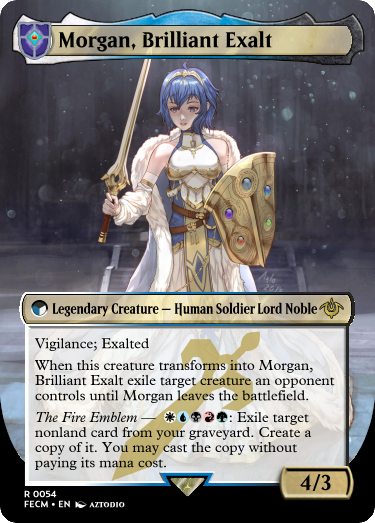 Morgan, Brilliant Exalt
Legendary Creature — Human Soldier Lord Noble
Vigilance; Exalted
When this creature transforms into Morgan,
Brilliant Exalt exile target creature an opponent
controls until Morgan leaves the battlefield.
The Fire Emblem — : Exile target
nonland card from your graveyard. Create a
copy of it. You may cast the copy without
paying its mana cost.
4/3
R 0054
FECM • EN AZTODIO